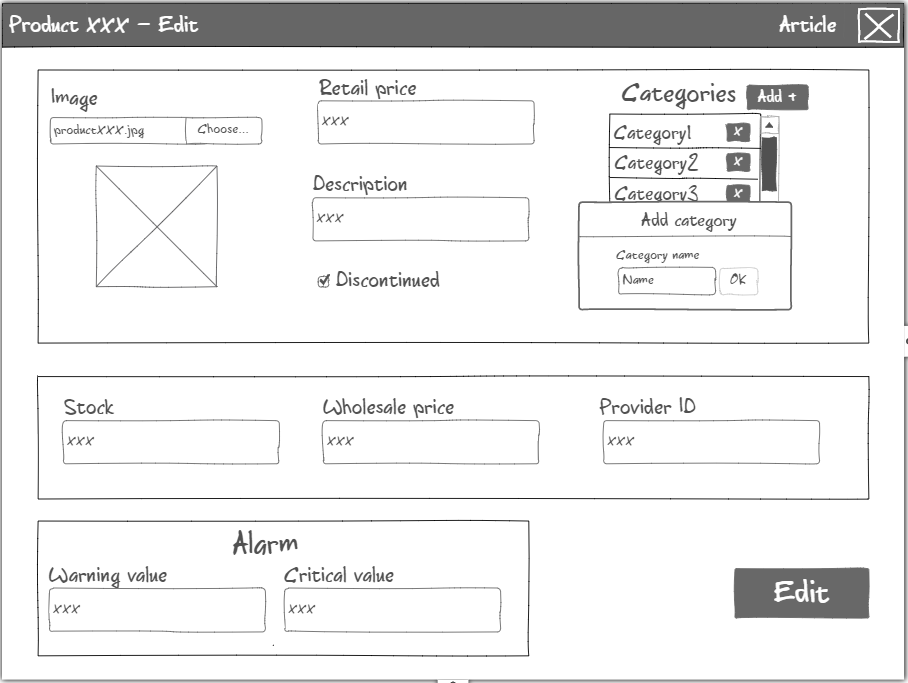 Product XXX - Edit
Article
Image
productXXX.jpg
Choose...
Retail price
xxx
Description
xxx
Discontinued
Categories
Add +
Category1
x
Category2
x
Category3
x
Add category
Category name
Name
OK
Stock
xxx
Wholesale price
xxx
Provider ID
xxx
Alarm
Warning value
xxx
Critical value
xxx
Edit